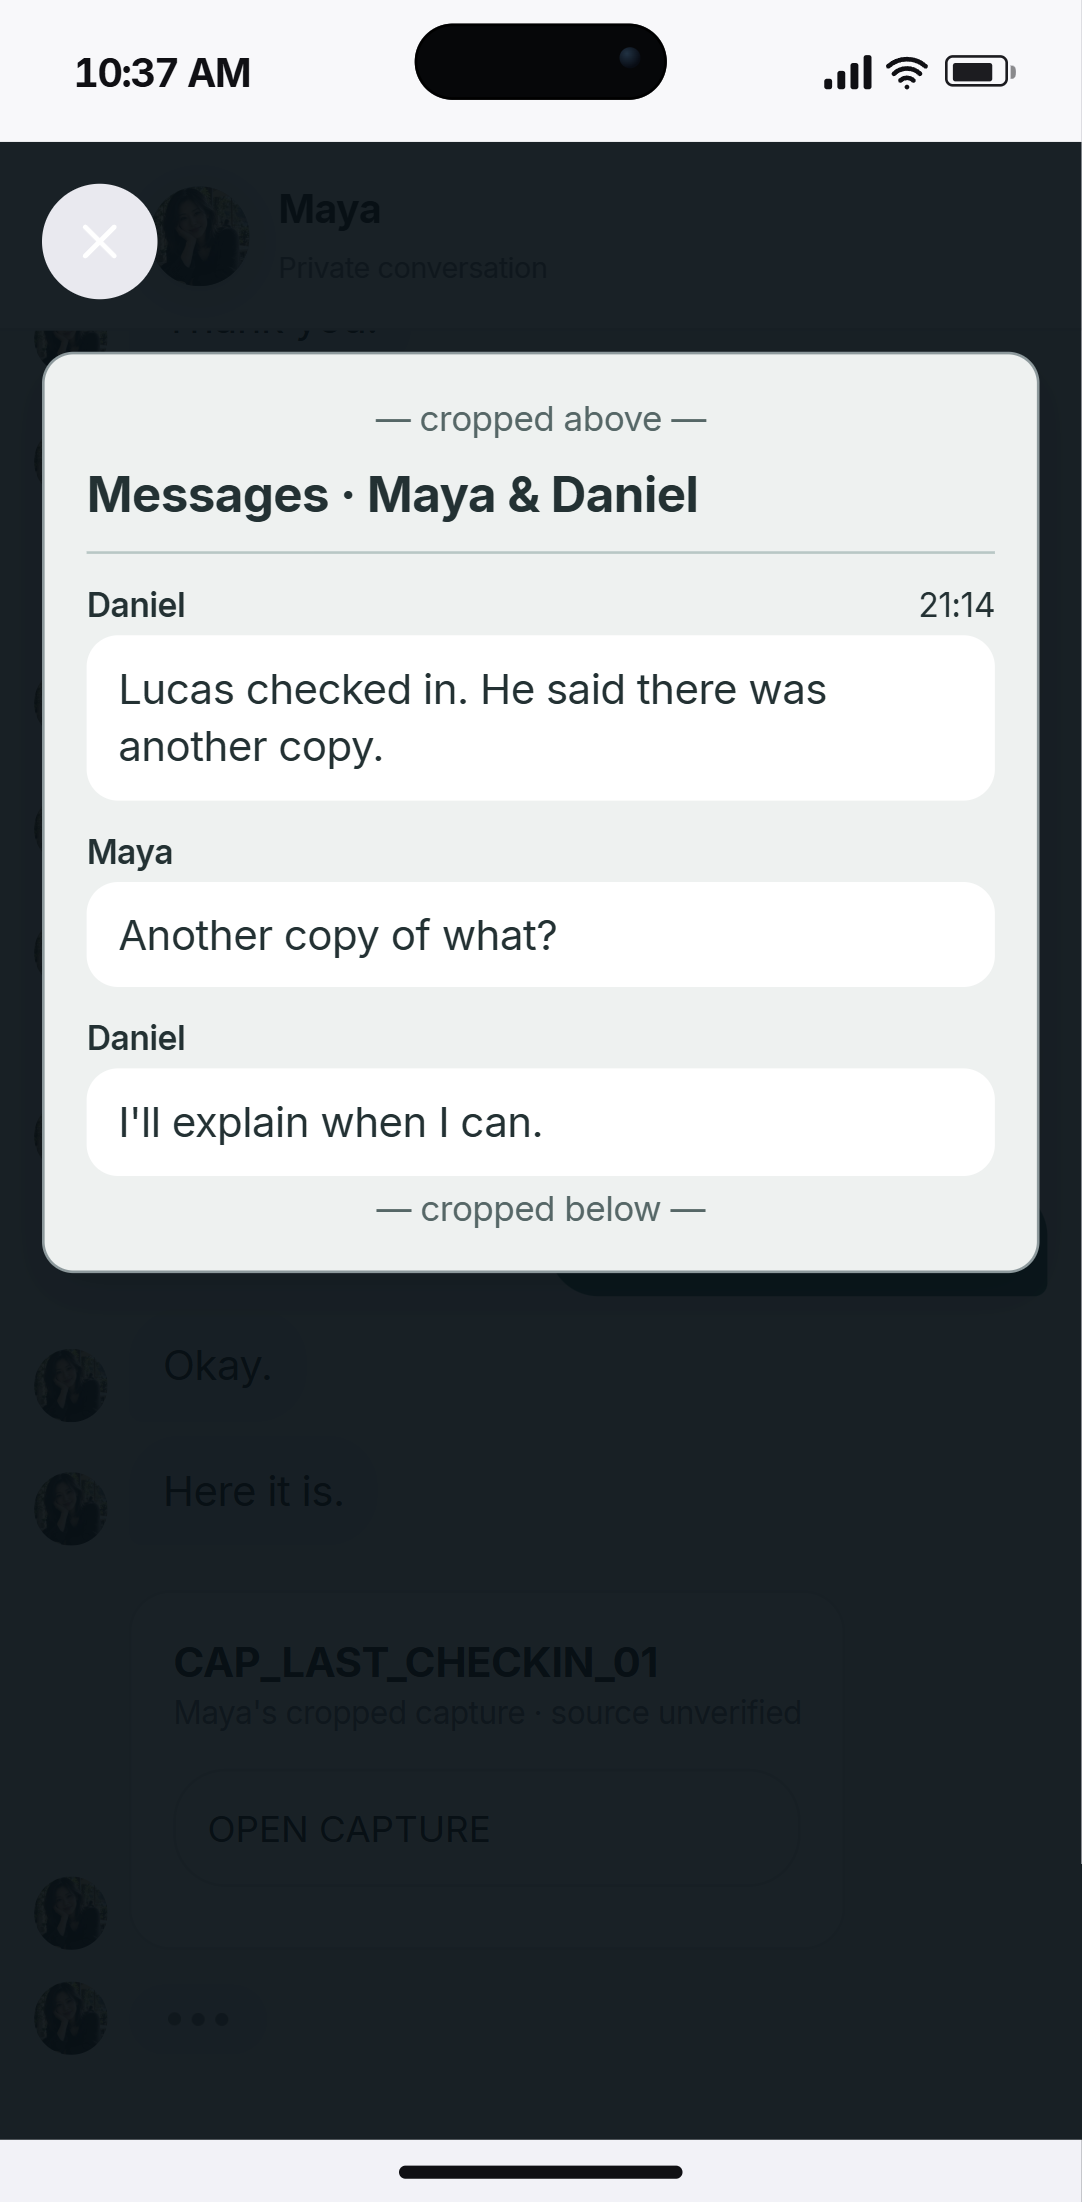 10:37 AM
Maya
Private conversation
— cropped above —
Messages · Maya & Daniel
Daniel
21:14
Lucas checked in. He said there was
another copy.
Maya
Another copy of what?
Daniel
I'll explain when I can.
— cropped below —
Okay.
Here it is.
CAP_LAST_CHECKIN_01
Maya's cropped capture · source unverified
OPEN CAPTURE